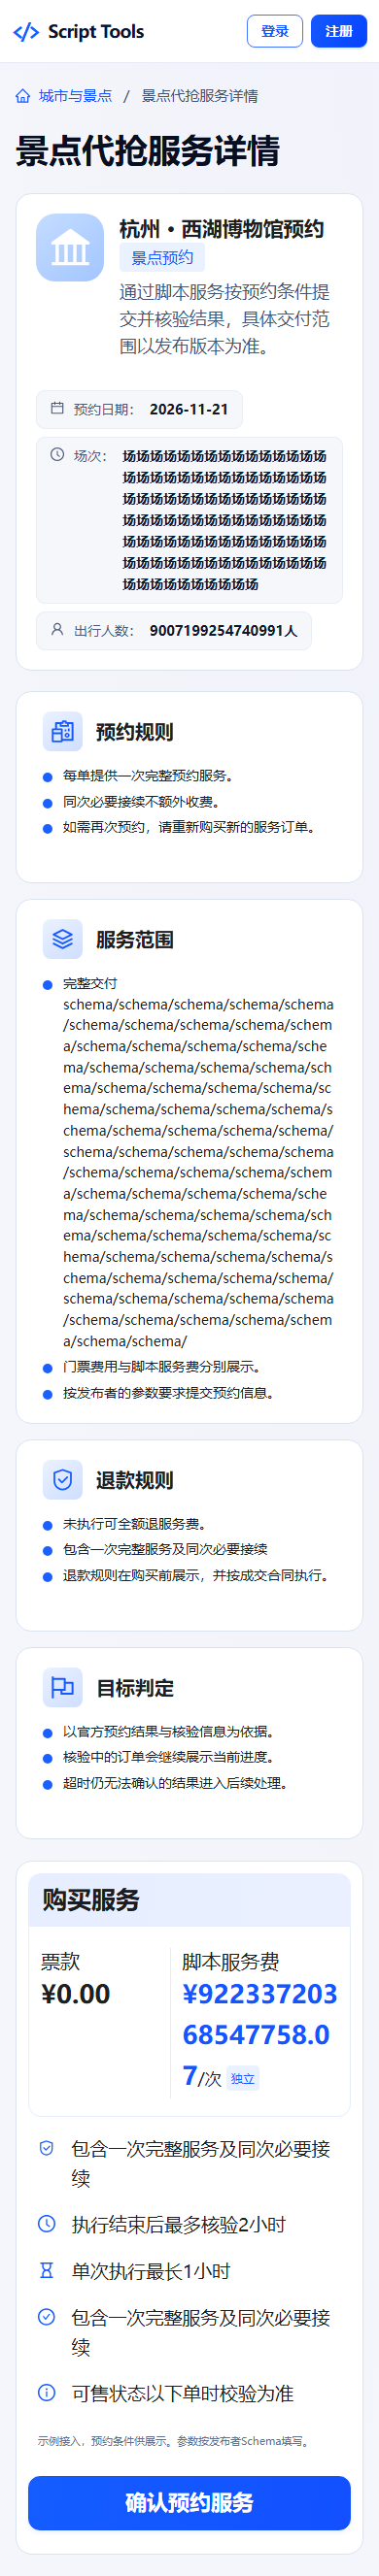 Script Tools
登录
注册
城市与景点 / 景点代抢服务详情
景点代抢服务详情
杭州·西湖博物馆预约
景点预约
通过脚本服务按预约条件提
交并核验结果，具体交付范
围以发布版本为准。
预约日期： 2026-11-21
场次： 场场场场场场场场场场场场场场场
场场场场场场场场场场场场场场场
场场场场场场场场场场场场场场场
场场场场场场场场场场场场场场场
场场场场场场场场场场场场场场场
场场场场场场场场场场场场场场场
场场场场场场场场场场
出行人数： 9007199254740991人
预约规则
每单提供一次完整预约服务。
同次必要接续不额外收费。
如需再次预约，请重新购买新的服务订单。
服务范围
完整交付
schema/schema/schema/schema/schema
/schema/schema/schema/schema/schem
a/schema/schema/schema/schema/sche
ma/schema/schema/schema/schema/sch
ema/schema/schema/schema/schema/sc
hema/schema/schema/schema/schema/s
chema/schema/schema/schema/schema/
schema/schema/schema/schema/schema
/schema/schema/schema/schema/schem
a/schema/schema/schema/schema/sche
ma/schema/schema/schema/schema/sch
ema/schema/schema/schema/schema/sc
hema/schema/schema/schema/schema/s
chema/schema/schema/schema/schema/
schema/schema/schema/schema/schema
/schema/schema/schema/schema/schem
a/schema/schema/
门票费用与脚本服务费分别展示。
按发布者的参数要求提交预约信息。
退款规则
未执行可全额退服务费。
包含一次完整服务及同次必要接续
退款规则在购买前展示，并按成交合同执行。
目标判定
以官方预约结果与核验信息为依据。
核验中的订单会继续展示当前进度。
超时仍无法确认的结果进入后续处理。
购买服务
票款
¥0.00
脚本服务费
¥922337203
68547758.0
7/次 独立
包含一次完整服务及同次必要接
续
执行结束后最多核验2小时
单次执行最长1小时
包含一次完整服务及同次必要接
续
可售状态以下单时校验为准
示例接入，预约条件供展示。参数按发布者Schema填写。
确认预约服务